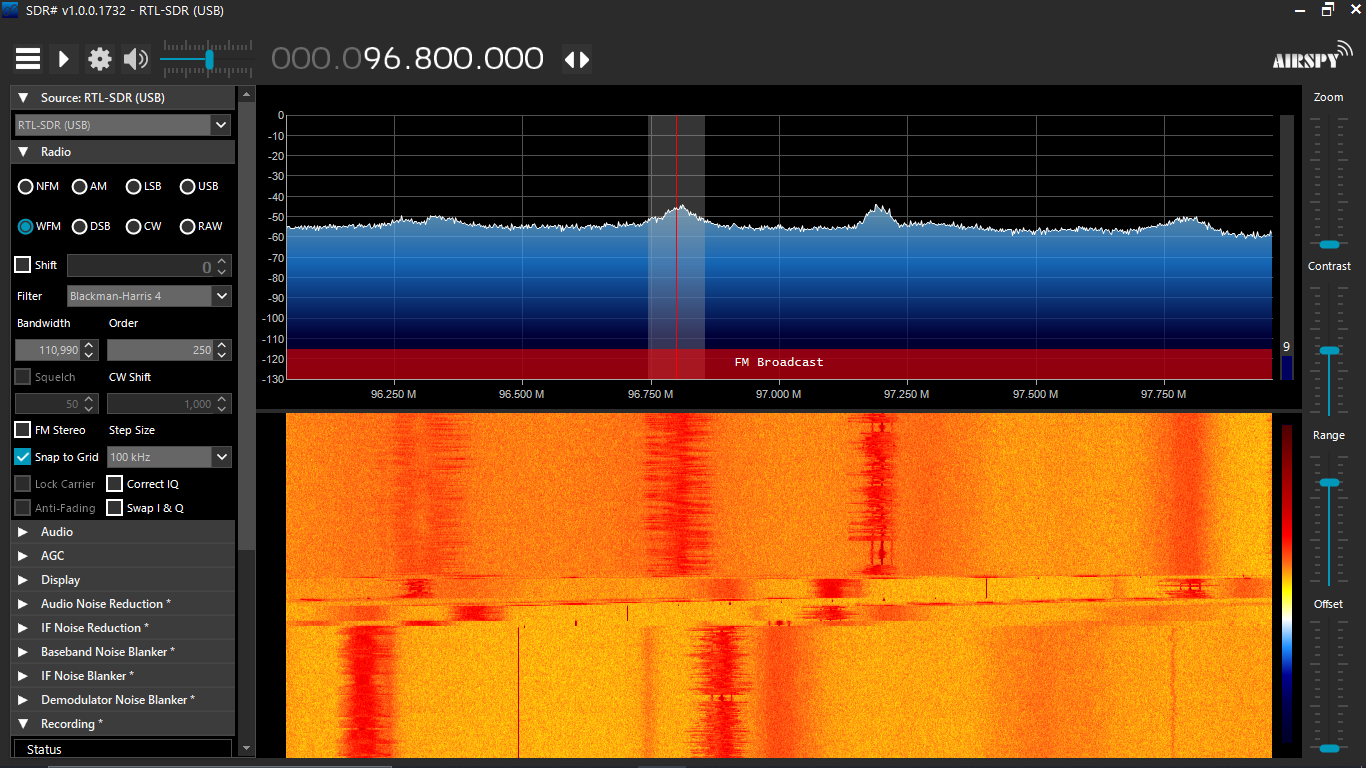 SDR# v1.0.0.1732 - RTL-SDR (USB)
000.096.800.000
AIRSPY
Source: RTL-SDR (USB)
RTL-SDR (USB)
Radio
NFM AM LSB USB
WFM DSB CW RAW
Shift 0
Filter Blackman-Harris 4
Bandwidth Order
110,990 250
Squelch CW Shift
50 1,000
FM Stereo Step Size
Snap to Grid 100 kHz
Lock Carrier Correct IQ
Anti-Fading Swap I & Q
Audio
AGC
Display
Audio Noise Reduction *
IF Noise Reduction *
Baseband Noise Blanker *
IF Noise Blanker *
Demodulator Noise Blanker *
Recording *
Status
0
-10
-20
-30
-40
-50
-60
-70
-80
-90
-100
-110
-120
-130
FM Broadcast
96.250 M 96.500 M 96.750 M 97.000 M 97.250 M 97.500 M 97.750 M
9
Zoom
Contrast
Range
Offset